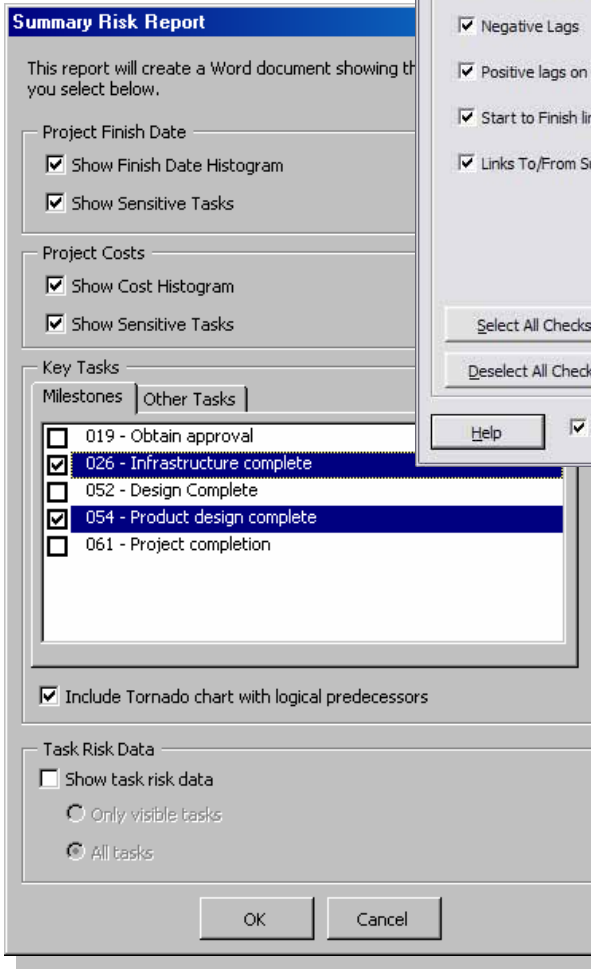 Summary Risk Report
This report will create a Word document showing
you select below.
Project Finish Date
Show Finish Date Histogram
Show Sensitive Tasks
Project Costs
Show Cost Histogram
Show Sensitive Tasks
Key Tasks
Milestones
Other Tasks
019 - Obtain approval
026 - Infrastructure complete
052 - Design Complete
054 - Product design complete
061 - Project completion
Include Tornado chart with logical predecessors
Task Risk Data
Show task risk data
Only visible tasks
All tasks
OK
Cancel
Negative Lags
Positive lags on
Start to Finish
Links To/From
Select All Checks
Deselect All
Help